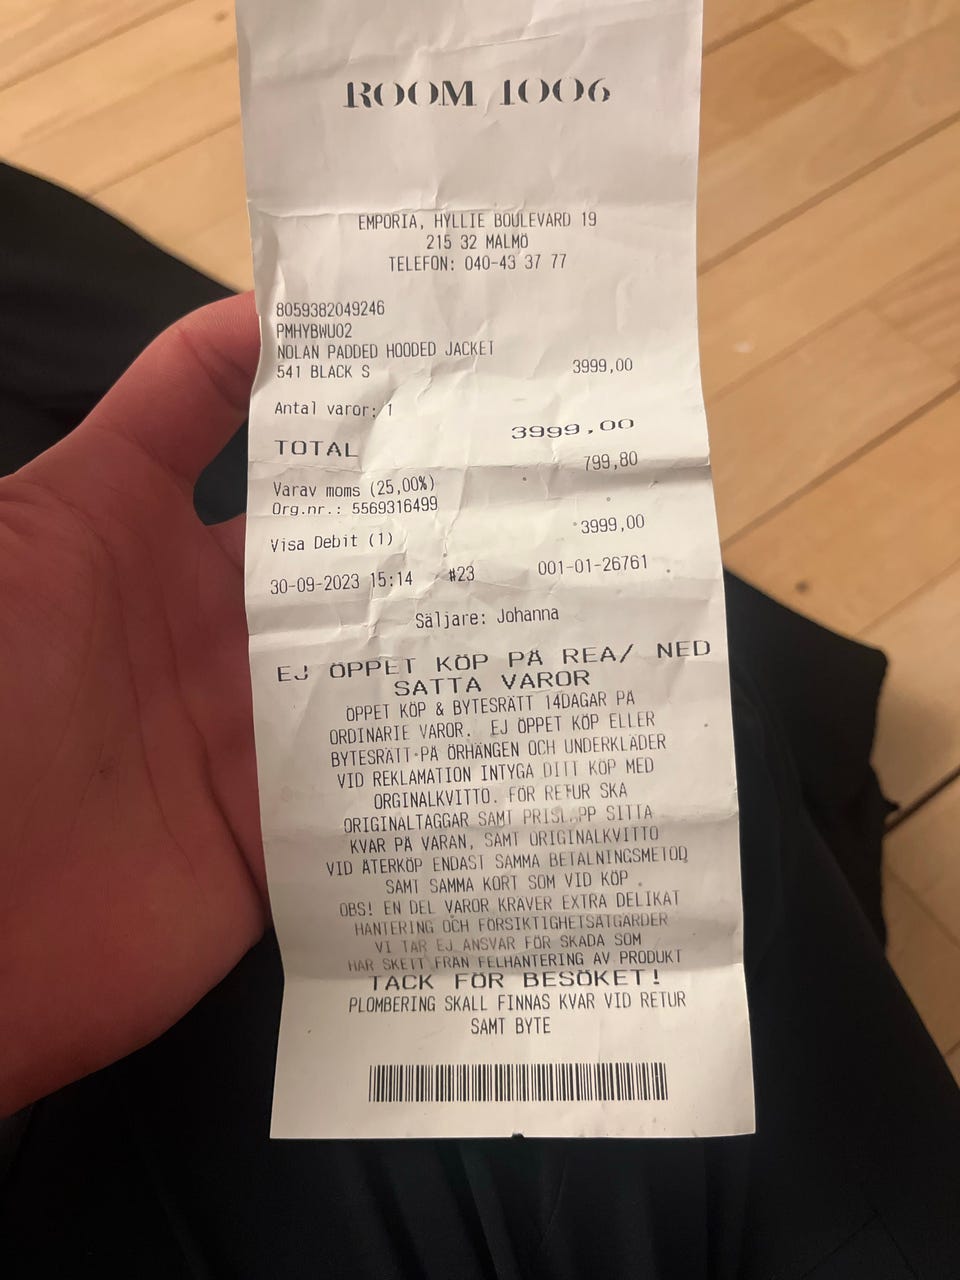 ROOM 1006
EMPORIA, HYLLIE BOULEVARD 19
215 32 MALMÖ
TELEFON: 040-43 37 77
8059382049246
PMHYBWU02
NOLAN PADDED HOODED JACKET
541 BLACK S 3999,00
Antal varor: 1
TOTAL 3999,00
Varav moms (25,00%) 799,80
Org.nr.: 5569316499
Visa Debit (1) 3999,00
30-09-2023 15:14 #23 001-01-26761
Säljare: Johanna
EJ ÖPPET KÖP PÅ REA/ NED
SATTA VAROR
ÖPPET KÖP & BYTESRÄTT 14DAGAR PÅ
ORDINARIE VAROR. EJ ÖPPET KÖP ELLER
BYTESRÄTT PÅ ÖRHÄNGEN OCH UNDERKLÄDER
VID REKLAMATION INTYGA DITT KÖP MED
ORGINALKVITTO. FÖR RETUR SKA
ORIGINALTAGGAR SAMT PRISLAPP SITTA
KVAR PÅ VARAN, SAMT ORIGINALKVITTO
VID ÅTERKÖP ENDAST SAMMA BETALNINGSMETOD
SAMT SAMMA KORT SOM VID KÖP.
OBS! EN DEL VAROR KRÄVER EXTRA DELIKAT
HANTERING OCH FÖRSIKTIGHETSÅTGÄRDER
VI TAR EJ ANSVAR FÖR SKADA SOM
HAR SKETT FRÅN FELHANTERING AV PRODUKT
TACK FÖR BESÖKET!
PLOMBERING SKALL FINNAS KVAR VID RETUR
SAMT BYTE